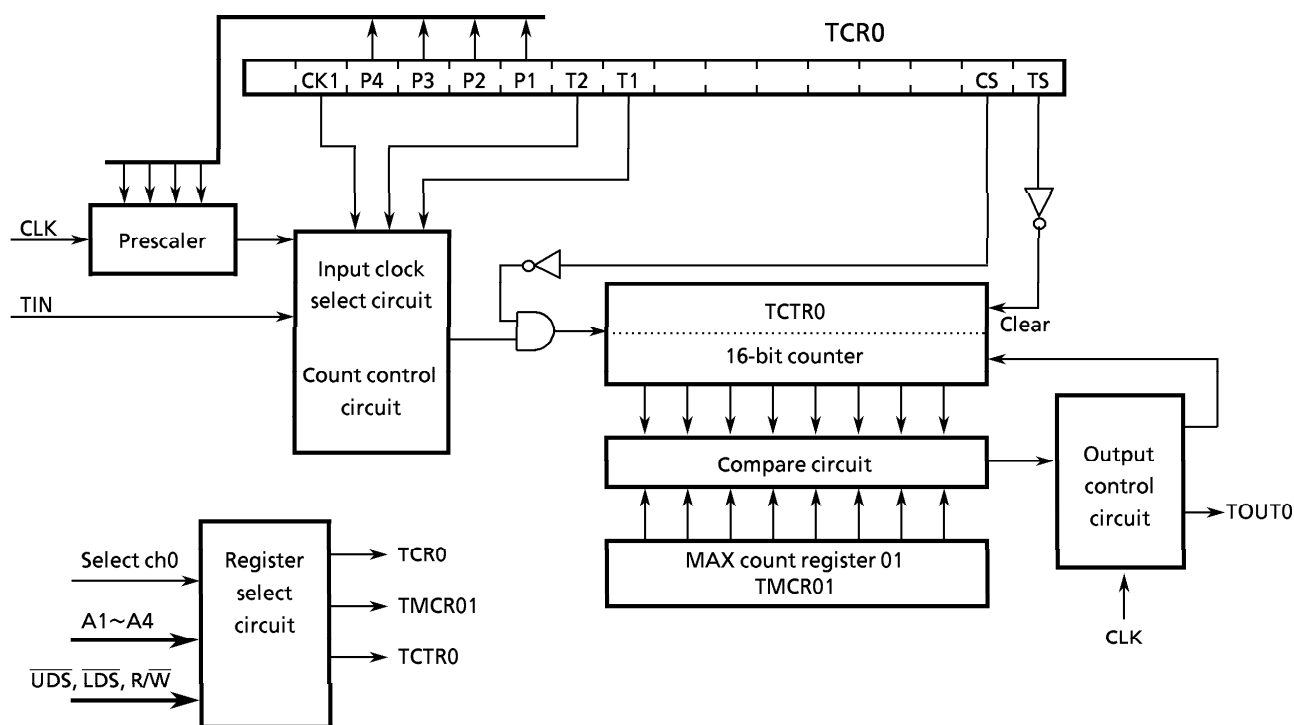 TCR0
CK1 P4 P3 P2 P1 T2 T1 CS TS
CLK
Prescaler
TIN
Input clock
select circuit
Count control
circuit
TCTR0
16-bit counter
Clear
Compare circuit
MAX count register 01
TMCR01
Output
control
circuit
TOUT0
CLK
Select ch0
A1~A4
U̅D̅S̅, L̅D̅S̅, R/W̅
Register
select
circuit
TCR0
TMCR01
TCTR0